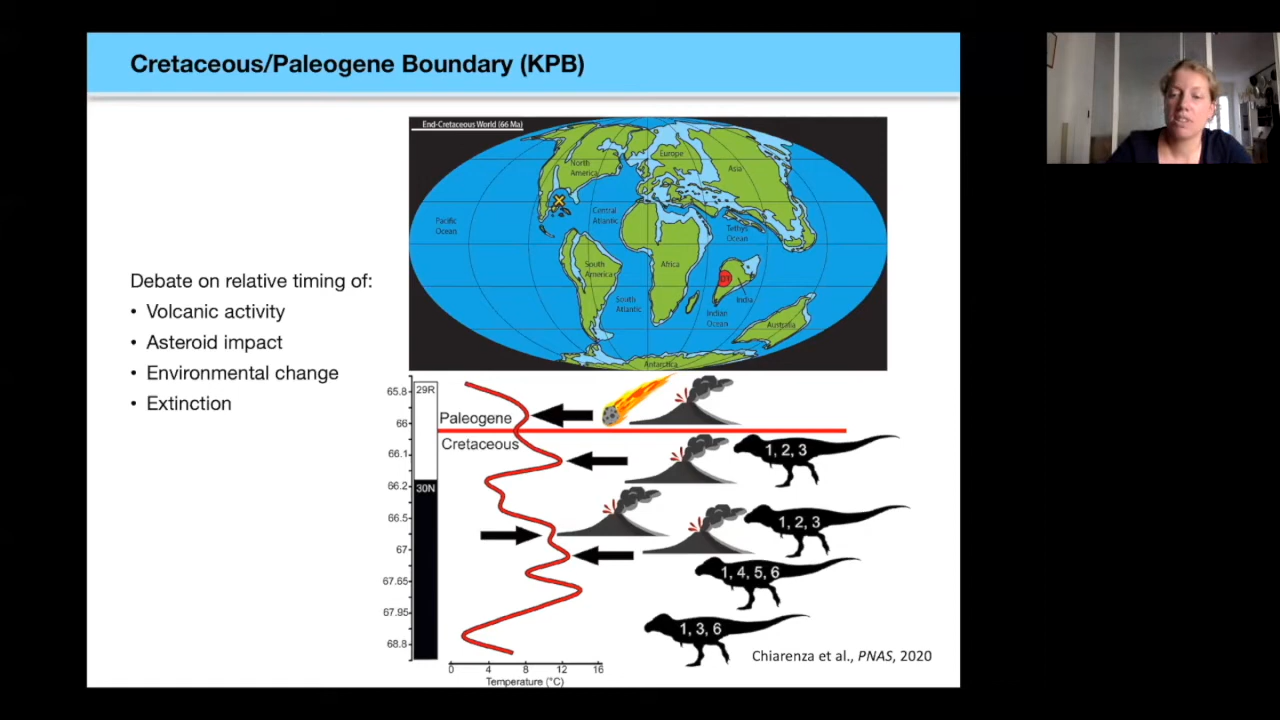 Cretaceous/Paleogene Boundary (KPB)
End-Cretaceous World (66 Ma)
North
America
Europe
Asia
Pacific
Ocean
Central
Atlantic
Tethys
Ocean
South
America
Africa
DT
India
South
Atlantic
Indian
Ocean
Australia
Antarctica
Debate on relative timing of:
• Volcanic activity
• Asteroid impact
• Environmental change
• Extinction
65.8
29R
66
Paleogene
Cretaceous
66.1
1, 2, 3
66.2
30N
66.5
1, 2, 3
67
1, 4, 5, 6
67.65
67.95
1, 3, 6
68.8
Chiarenza et al., PNAS, 2020
0 4 8 12 16
Temperature (°C)